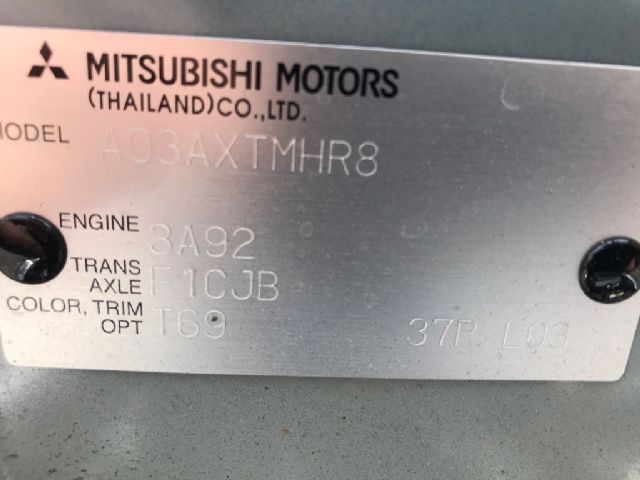 MITSUBISHI MOTORS
(THAILAND)CO.,LTD.
MODEL A03AXTMHR8
ENGINE 3A92
TRANS
AXLE F1CJB
COLOR, TRIM
OPT T69 37P L03